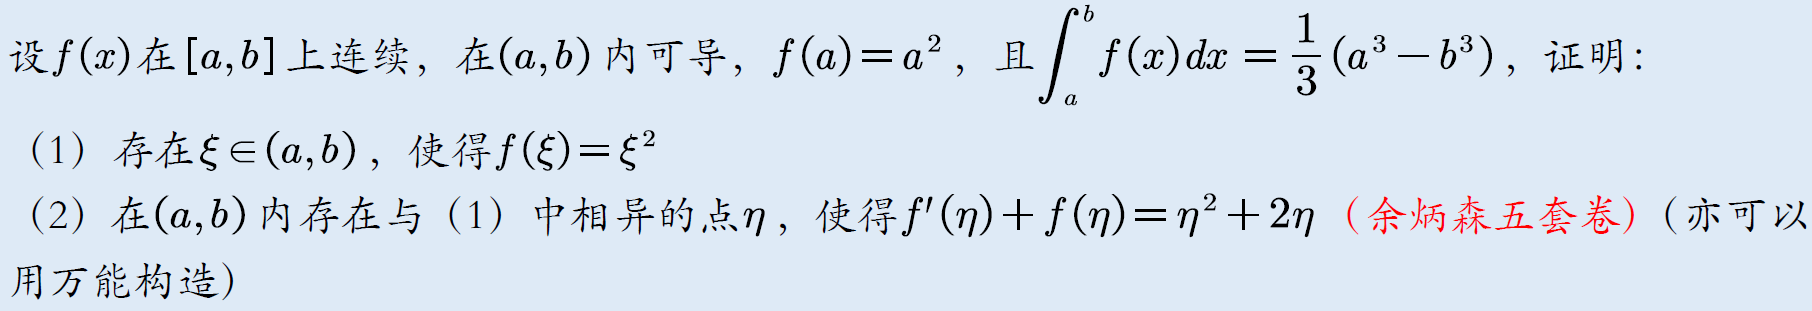 设f(x)在[a,b]上连续，在(a,b)内可导，f(a)=a²，且∫_a^b f(x)dx = \frac{1}{3}(a³−b³)，证明：
（1）存在ξ∈(a,b)，使得f(ξ)=ξ²
（2）在(a,b)内存在与（1）中相异的点η，使得f′(η)+f(η)=η²+2η（余炳森五套卷）（亦可以
用万能构造）